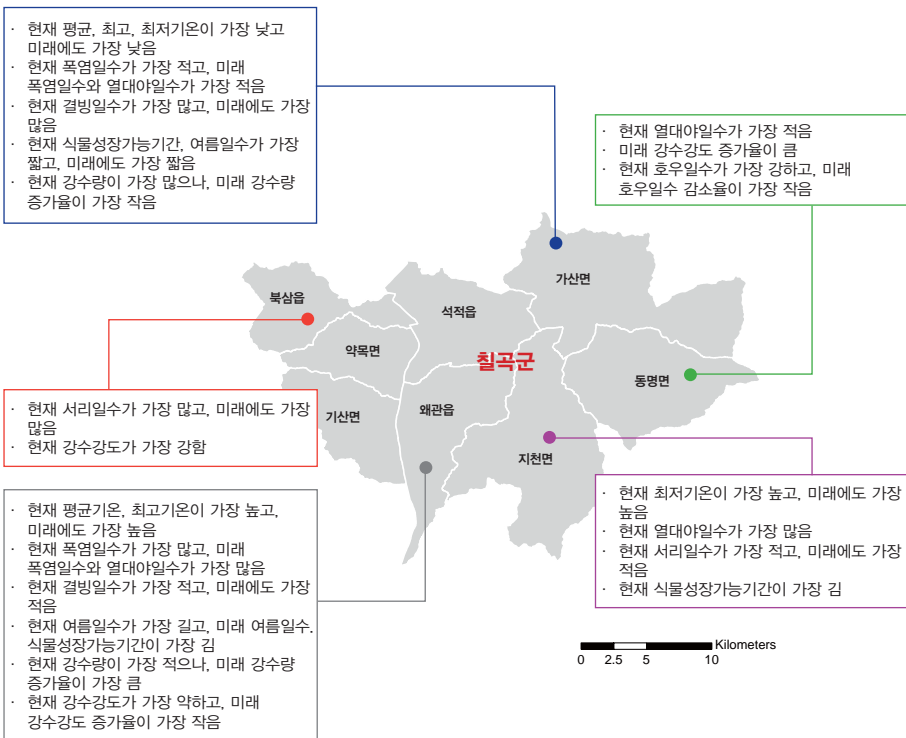 · 현재 평균, 최고, 최저기온이 가장 낮고
미래에도 가장 낮음
· 현재 폭염일수가 가장 적고, 미래
폭염일수와 열대야일수가 가장 적음
· 현재 결빙일수가 가장 많고, 미래에도 가장
많음
· 현재 식물성장가능기간, 여름일수가 가장
짧고, 미래에도 가장 짧음
· 현재 강수량이 가장 많으나, 미래 강수량
증가율이 가장 작음
· 현재 열대야일수가 가장 적음
· 미래 강수강도 증가율이 큼
· 현재 호우일수가 가장 강하고, 미래
호우일수 감소율이 가장 작음
가산면
북삼읍
석적읍
약목면
칠곡군
동명면
기산면
왜관읍
지천면
· 현재 서리일수가 가장 많고, 미래에도 가장
많음
· 현재 강수강도가 가장 강함
· 현재 최저기온이 가장 높고, 미래에도 가장
높음
· 현재 열대야일수가 가장 많음
· 현재 서리일수가 가장 적고, 미래에도 가장
적음
· 현재 식물성장가능기간이 가장 김
· 현재 평균기온, 최고기온이 가장 높고,
미래에도 가장 높음
· 현재 폭염일수가 가장 많고, 미래
폭염일수와 열대야일수가 가장 많음
· 현재 결빙일수가 가장 적고, 미래에도 가장
적음
· 현재 여름일수가 가장 길고, 미래 여름일수.
식물성장가능기간이 가장 김
· 현재 강수량이 가장 적으나, 미래 강수량
증가율이 가장 큼
· 현재 강수강도가 가장 약하고, 미래
강수강도 증가율이 가장 작음
Kilometers
0 2.5 5 10